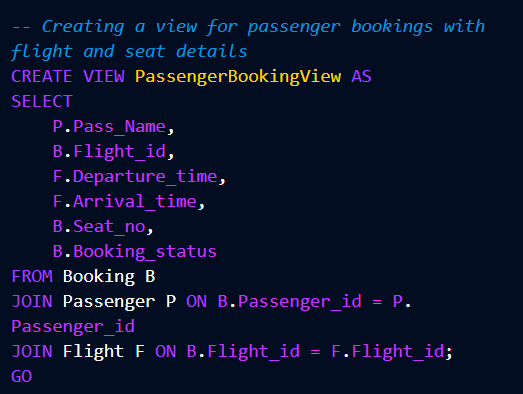 -- Creating a view for passenger bookings with
flight and seat details
CREATE VIEW PassengerBookingView AS
SELECT
    P.Pass_Name,
    B.Flight_id,
    F.Departure_time,
    F.Arrival_time,
    B.Seat_no,
    B.Booking_status
FROM Booking B
JOIN Passenger P ON B.Passenger_id = P.
Passenger_id
JOIN Flight F ON B.Flight_id = F.Flight_id;
GO